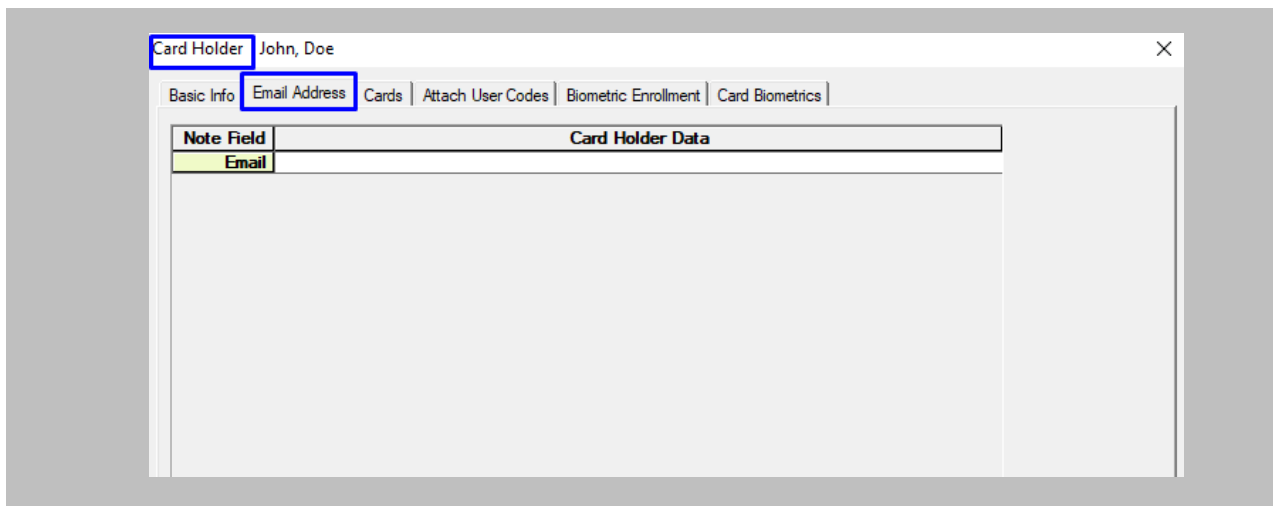 Card Holder John, Doe
Basic Info Email Address Cards Attach User Codes Biometric Enrollment Card Biometrics
Note Field Card Holder Data
Email